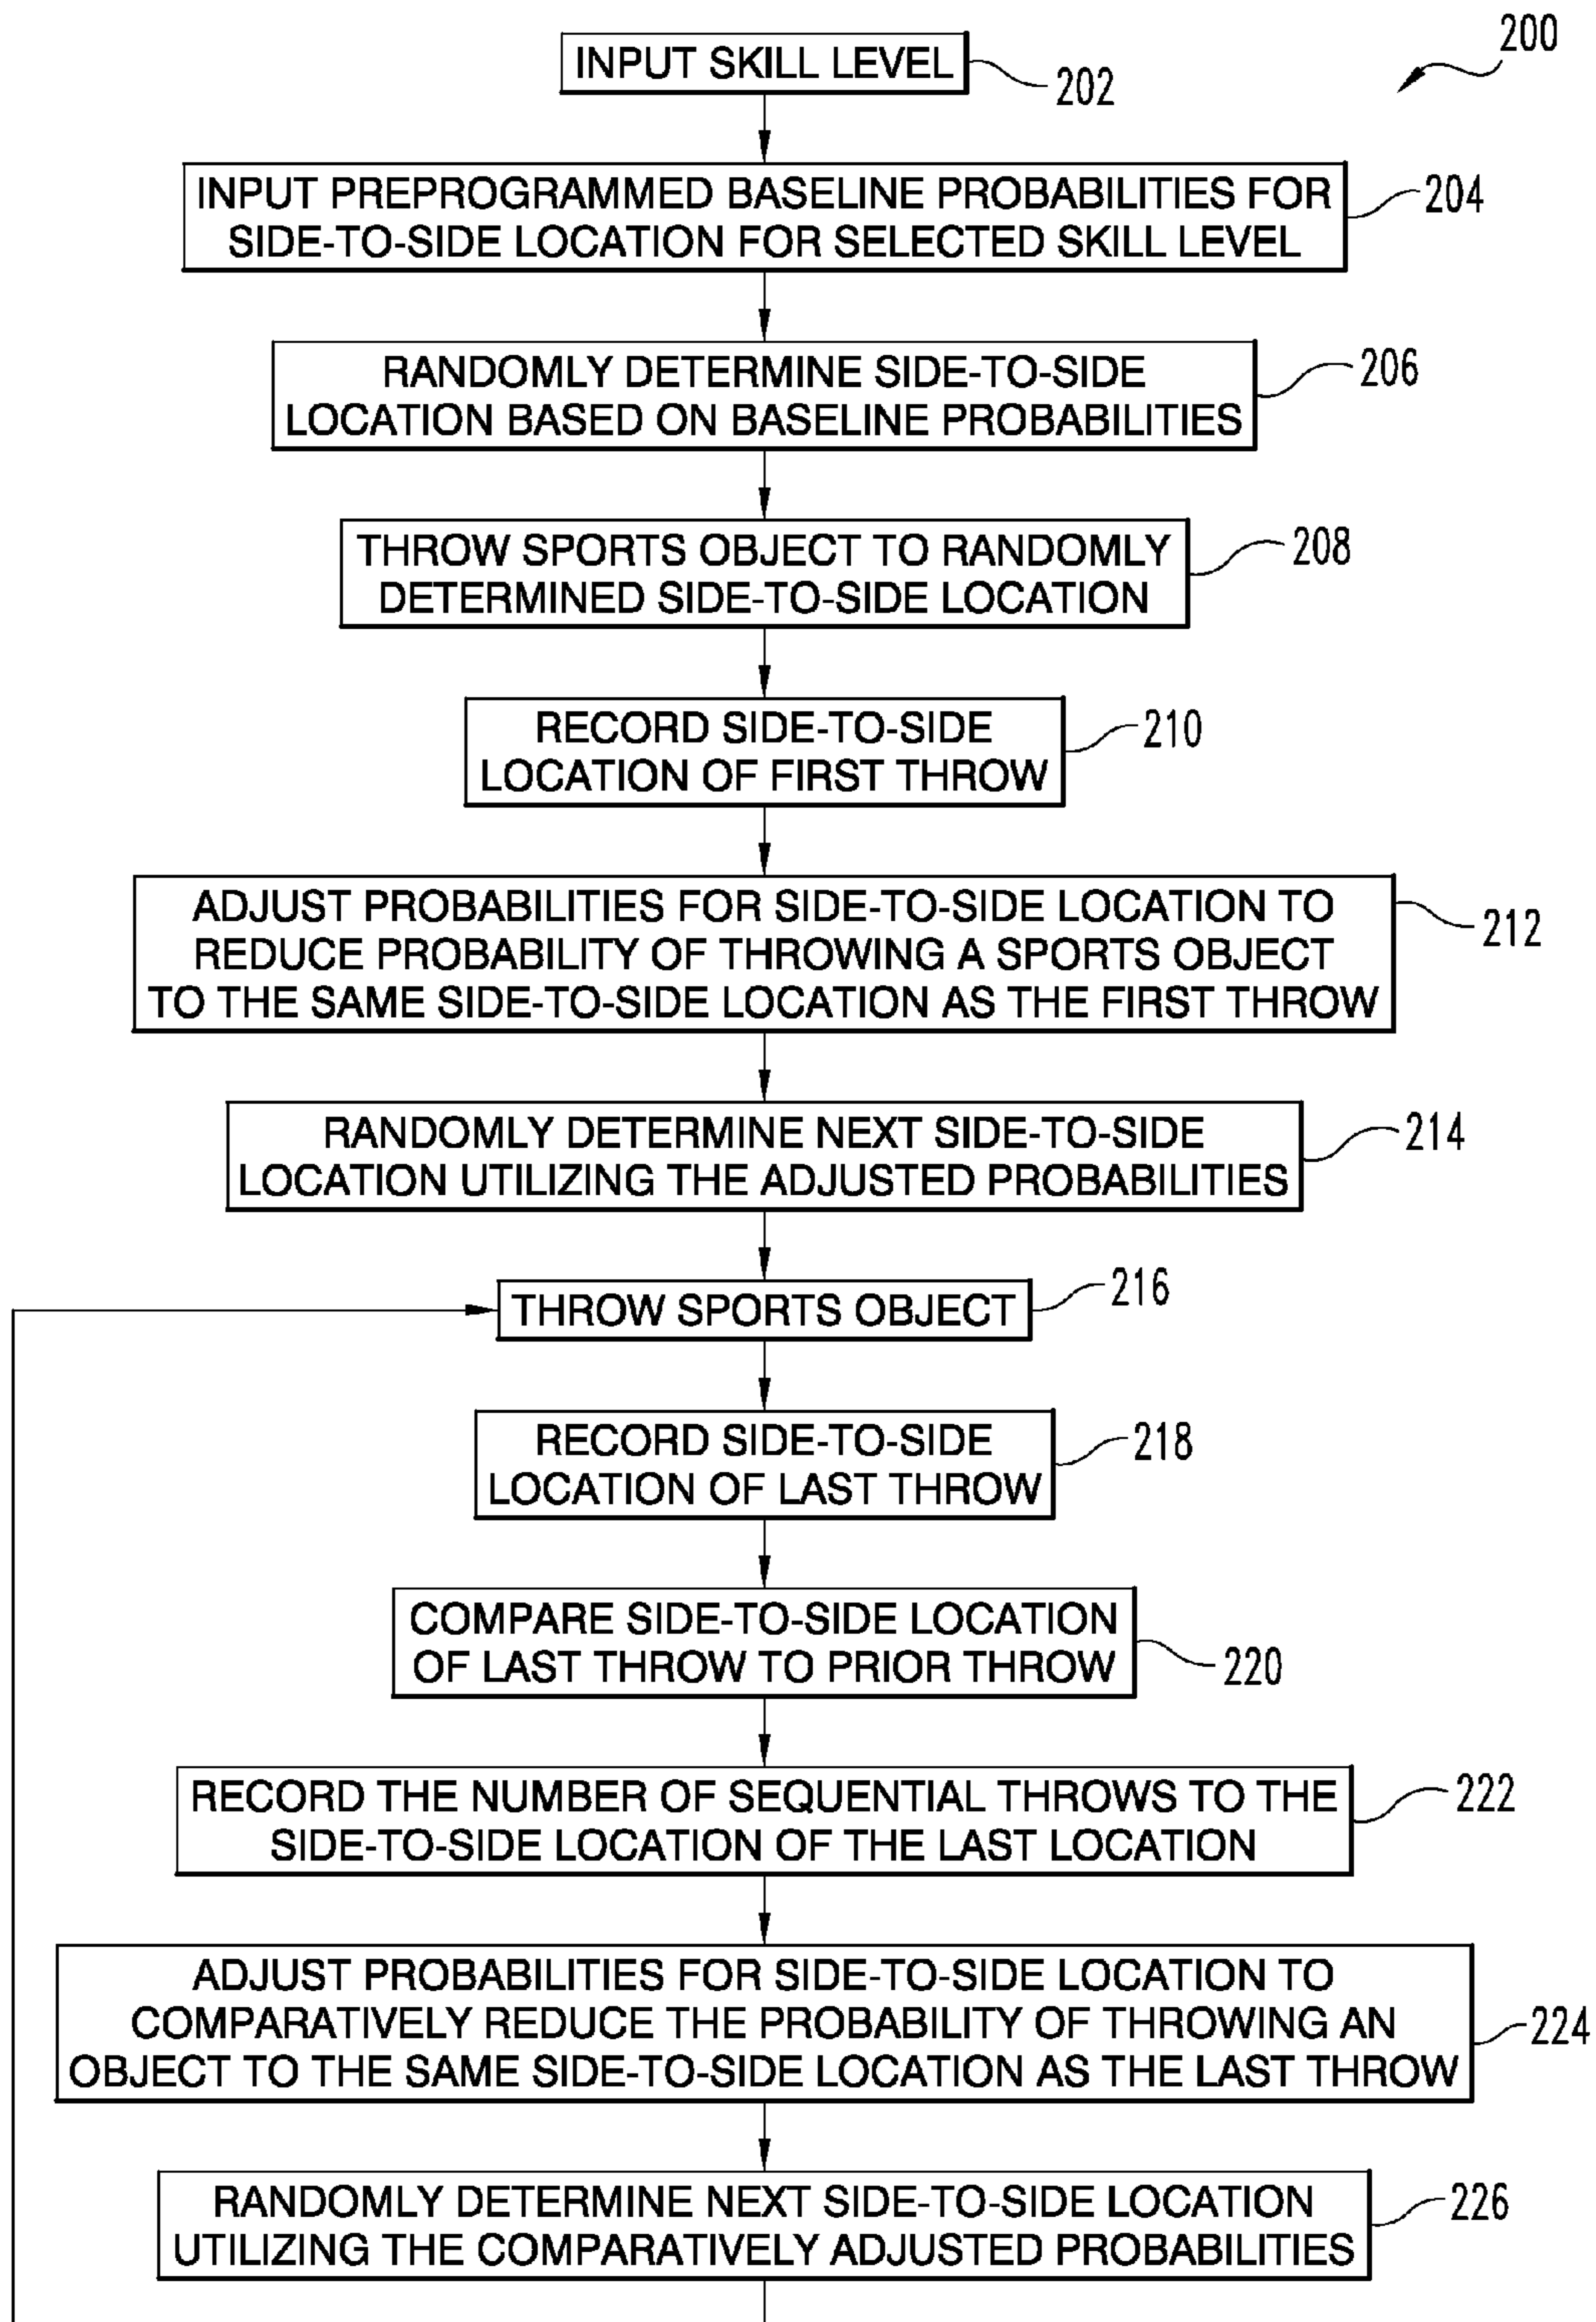 200
INPUT SKILL LEVEL
202
INPUT PREPROGRAMMED BASELINE PROBABILITIES FOR
SIDE-TO-SIDE LOCATION FOR SELECTED SKILL LEVEL
204
RANDOMLY DETERMINE SIDE-TO-SIDE
LOCATION BASED ON BASELINE PROBABILITIES
206
THROW SPORTS OBJECT TO RANDOMLY
DETERMINED SIDE-TO-SIDE LOCATION
208
RECORD SIDE-TO-SIDE
LOCATION OF FIRST THROW
210
ADJUST PROBABILITIES FOR SIDE-TO-SIDE LOCATION TO
REDUCE PROBABILITY OF THROWING A SPORTS OBJECT
TO THE SAME SIDE-TO-SIDE LOCATION AS THE FIRST THROW
212
RANDOMLY DETERMINE NEXT SIDE-TO-SIDE
LOCATION UTILIZING THE ADJUSTED PROBABILITIES
214
THROW SPORTS OBJECT
216
RECORD SIDE-TO-SIDE
LOCATION OF LAST THROW
218
COMPARE SIDE-TO-SIDE LOCATION
OF LAST THROW TO PRIOR THROW
220
RECORD THE NUMBER OF SEQUENTIAL THROWS TO THE
SIDE-TO-SIDE LOCATION OF THE LAST LOCATION
222
ADJUST PROBABILITIES FOR SIDE-TO-SIDE LOCATION TO
COMPARATIVELY REDUCE THE PROBABILITY OF THROWING AN
OBJECT TO THE SAME SIDE-TO-SIDE LOCATION AS THE LAST THROW
224
RANDOMLY DETERMINE NEXT SIDE-TO-SIDE LOCATION
UTILIZING THE COMPARATIVELY ADJUSTED PROBABILITIES
226